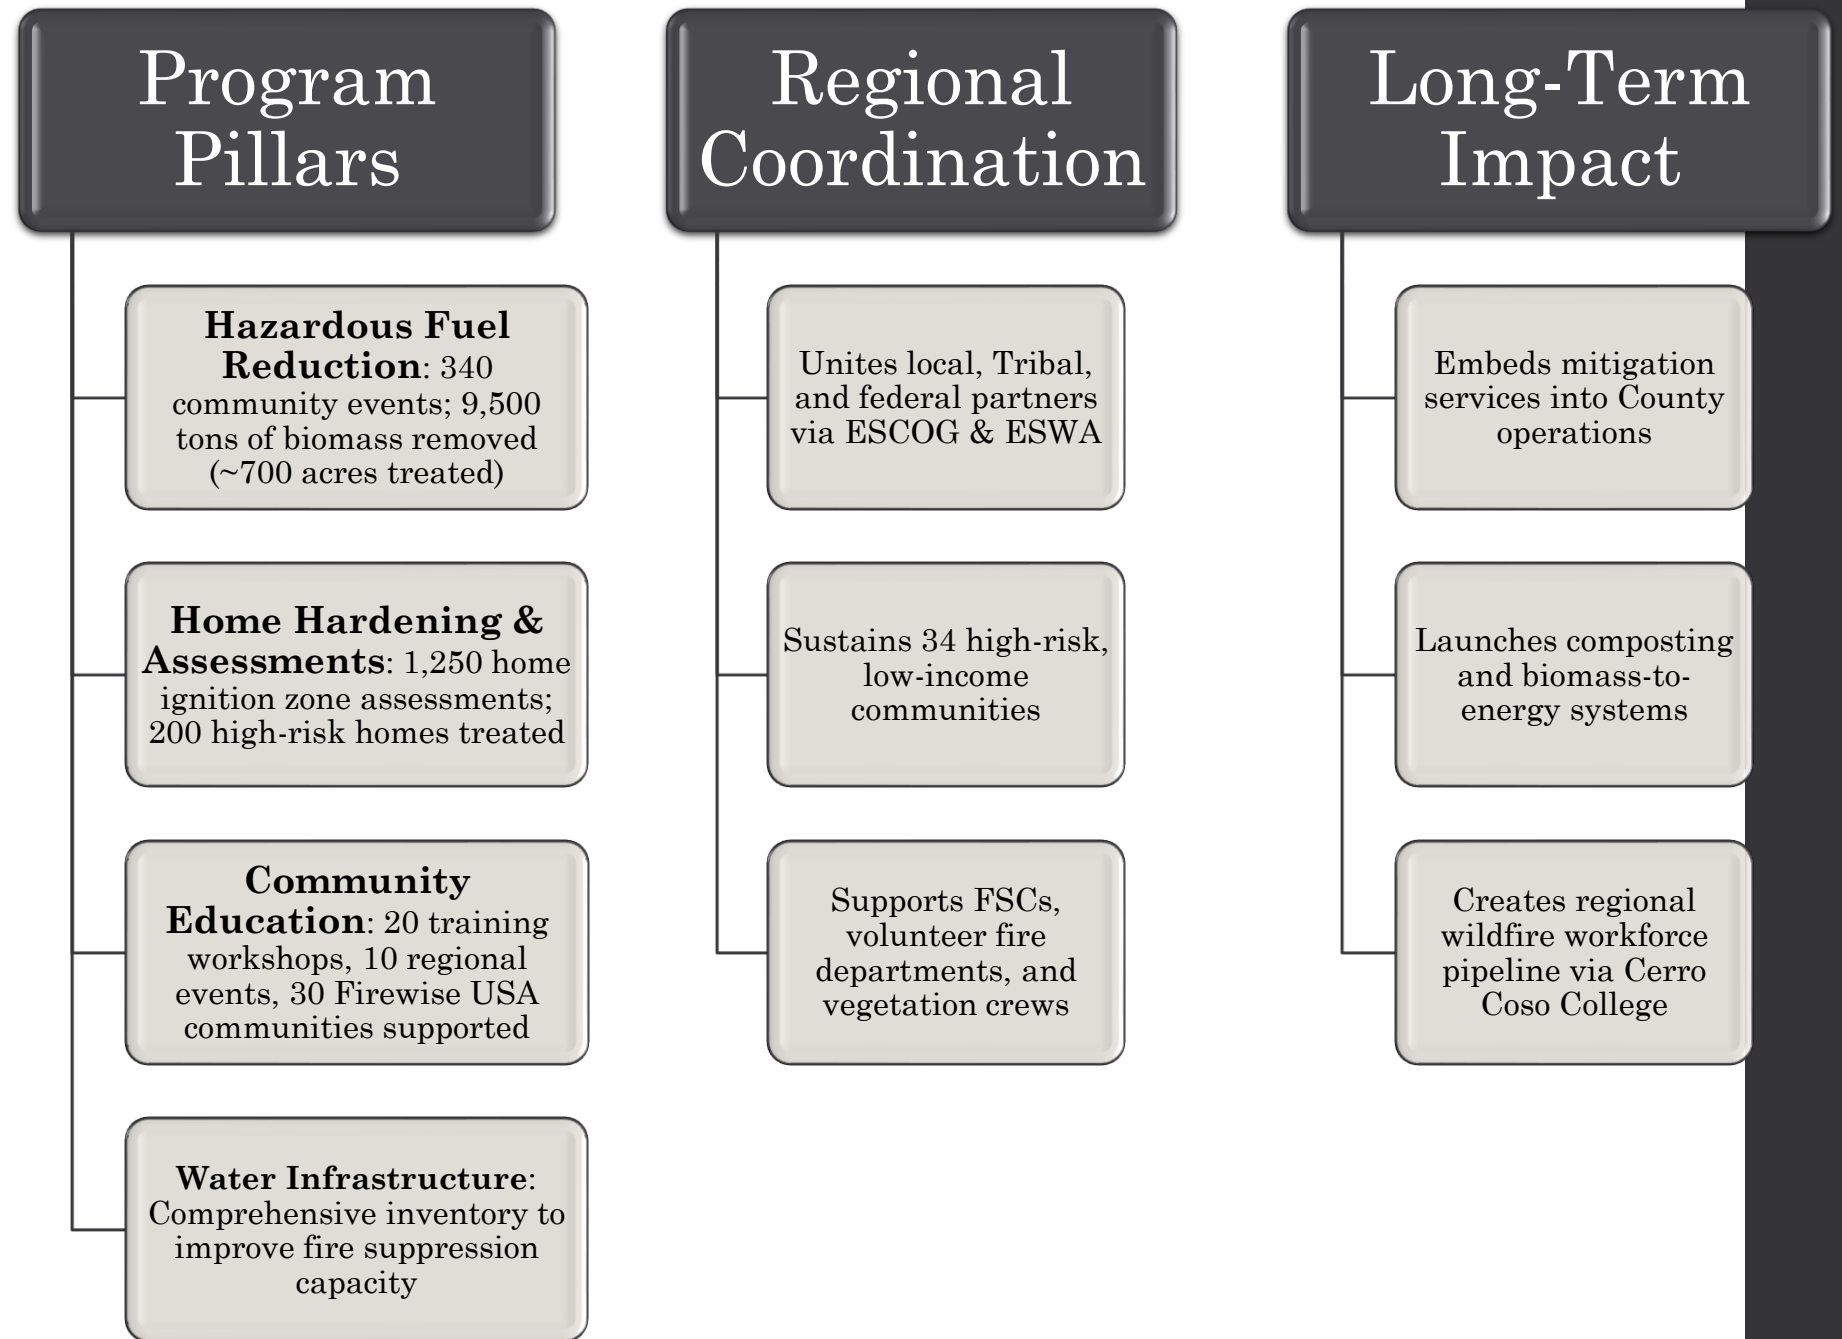 Program
Pillars
Hazardous Fuel
Reduction: 340
community events; 9,500
tons of biomass removed
(~700 acres treated)
Home Hardening &
Assessments: 1,250 home
ignition zone assessments;
200 high-risk homes treated
Community
Education: 20 training
workshops, 10 regional
events, 30 Firewise USA
communities supported
Water Infrastructure:
Comprehensive inventory to
improve fire suppression
capacity
Regional
Coordination
Unites local, Tribal,
and federal partners
via ESCOG & ESWA
Sustains 34 high-risk,
low-income
communities
Supports FSCs,
volunteer fire
departments, and
vegetation crews
Long-Term
Impact
Embeds mitigation
services into County
operations
Launches composting
and biomass-to-
energy systems
Creates regional
wildfire workforce
pipeline via Cerro
Coso College